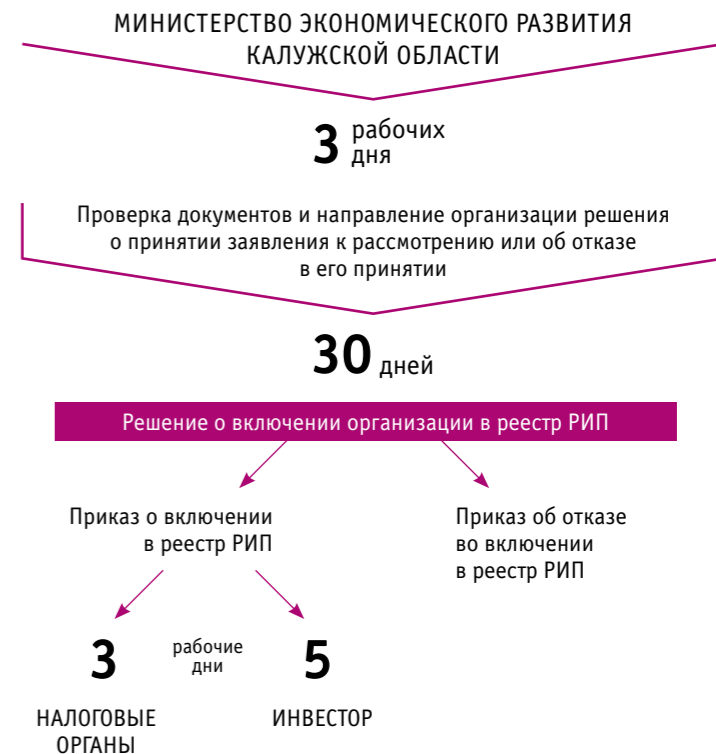 МИНИСТЕРСТВО ЭКОНОМИЧЕСКОГО РАЗВИТИЯ
КАЛУЖСКОЙ ОБЛАСТИ
3 рабочих
дня
Проверка документов и направление организации решения
о принятии заявления к рассмотрению или об отказе
в его принятии
30 дней
Решение о включении организации в реестр РИП
Приказ о включении
в реестр РИП
Приказ об отказе
во включении
в реестр РИП
3 рабочие 5
дни
НАЛОГОВЫЕ
ОРГАНЫ
ИНВЕСТОР